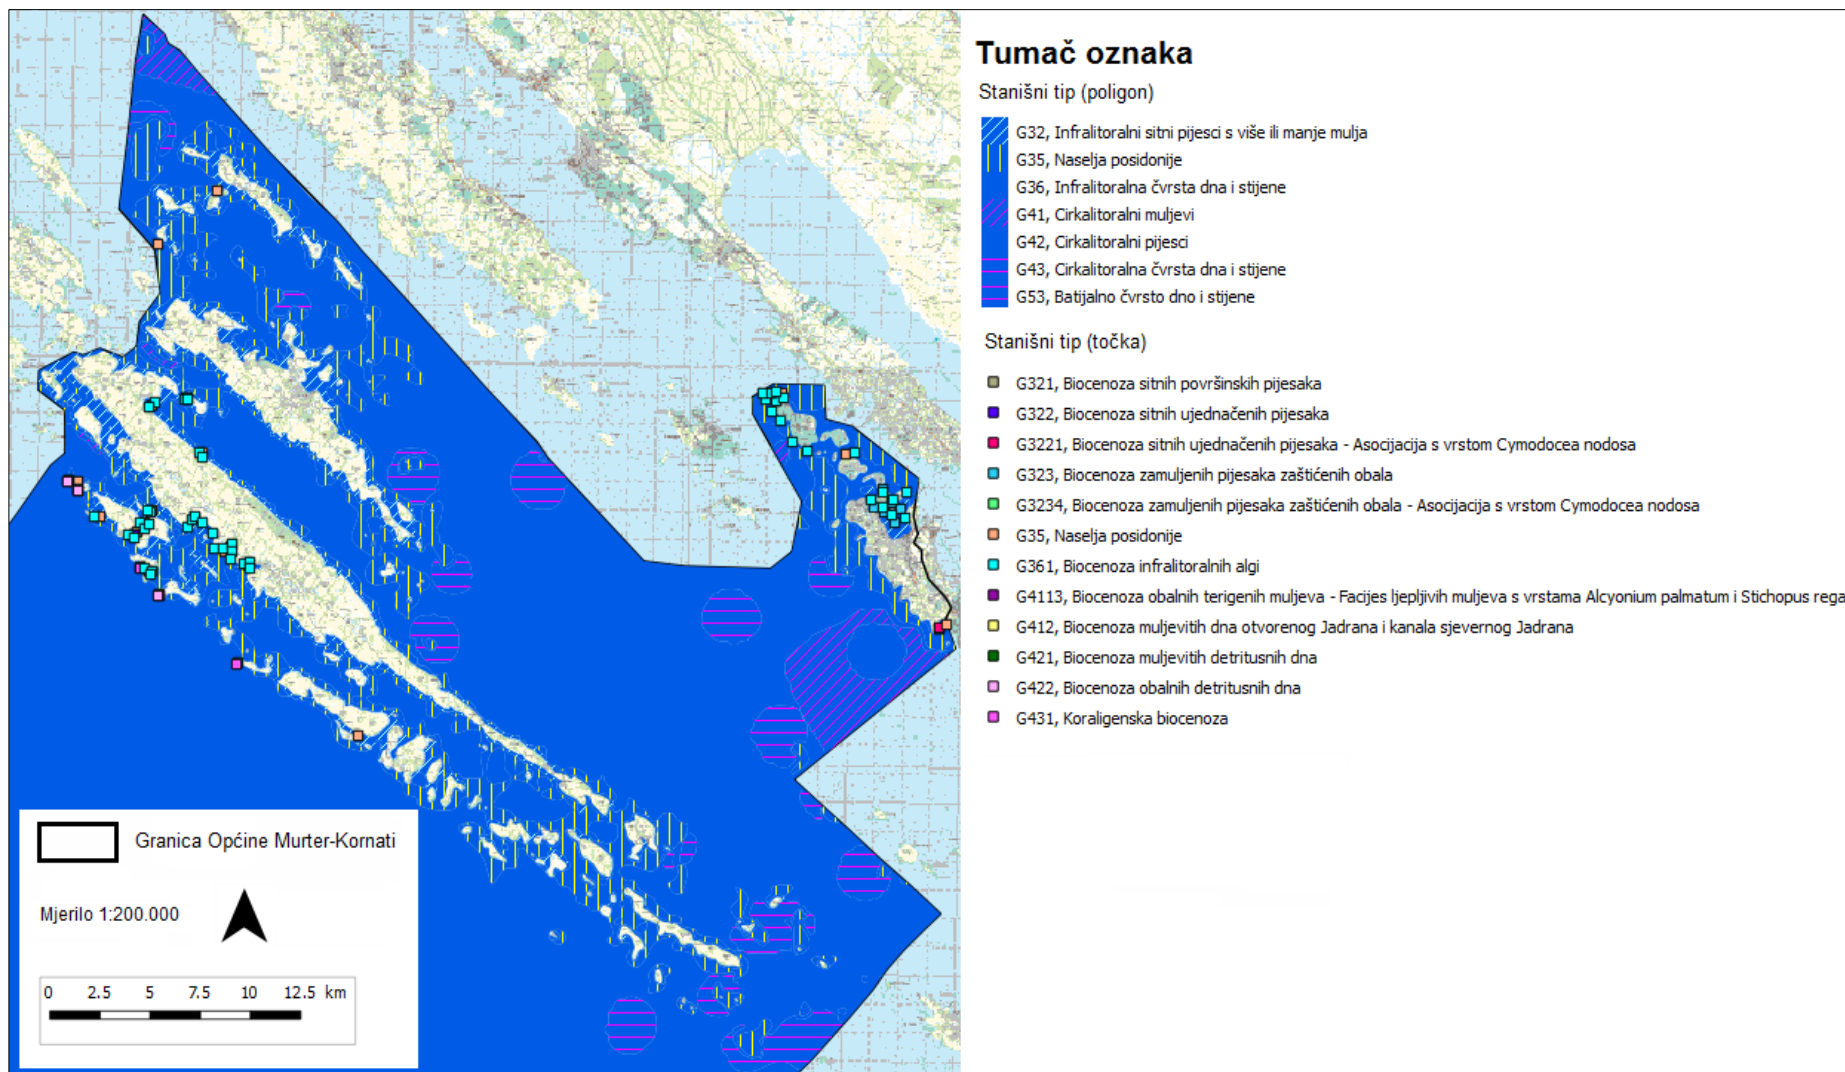 Tumač oznaka
Stanišni tip (poligon)
G32, Infralitoralni sitni pijesci s više ili manje mulja
G35, Naselja posidonije
G36, Infralitoralna čvrsta dna i stijene
G41, Cirkalitoralni muljevi
G42, Cirkalitoralni pijesci
G43, Cirkalitoralna čvrsta dna i stijene
G53, Batijalno čvrsto dno i stijene
Stanišni tip (točka)
G321, Biocenoza sitnih površinskih pijesaka
G322, Biocenoza sitnih ujednačenih pijesaka
G3221, Biocenoza sitnih ujednačenih pijesaka - Asocijacija s vrstom Cymodocea nodosa
G323, Biocenoza zamuljenih pijesaka zaštićenih obala
G3234, Biocenoza zamuljenih pijesaka zaštićenih obala - Asocijacija s vrstom Cymodocea nodosa
G35, Naselja posidonije
G361, Biocenoza infralitoralnih algi
G4113, Biocenoza obalnih terigenih muljeva - Facijes ljepljivih muljeva s vrstama Alcyonium palmatum i Stichopus rega
G412, Biocenoza muljevitih dna otvorenog Jadrana i kanala sjevernog Jadrana
G421, Biocenoza muljevitih detritusnih dna
G422, Biocenoza obalnih detritusnih dna
G431, Koraligenska biocenoza
Granica Općine Murter-Kornati
Mjerilo 1:200.000
0 2.5 5 7.5 10 12.5 km